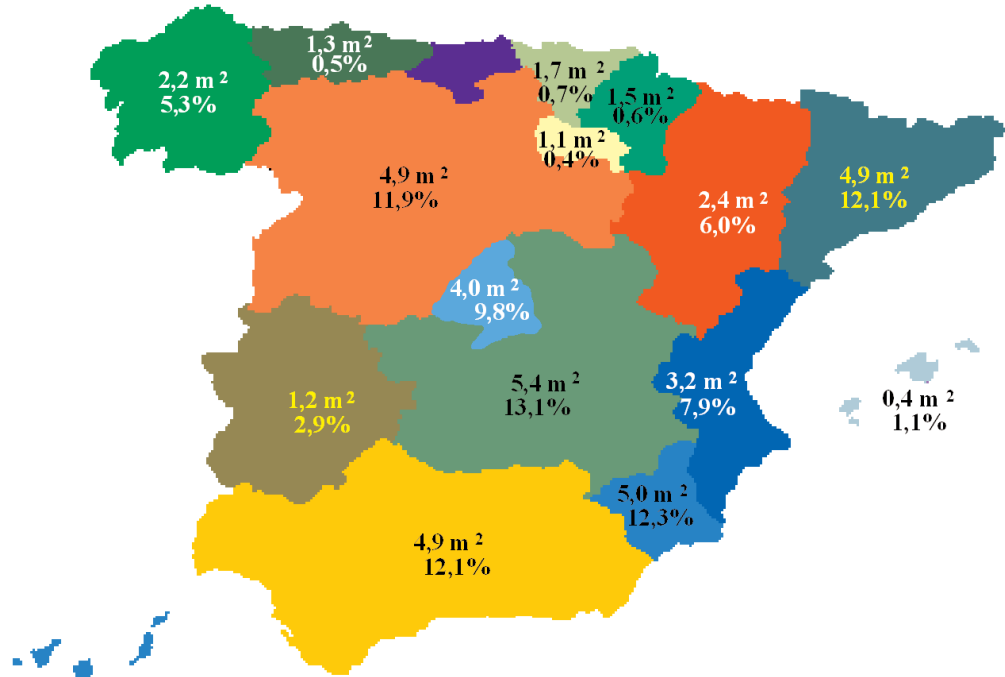 1,3 m ²
0,5%
2,2 m ²
5,3%
1,7 m ²
0,7%
1,5 m ²
0,6%
1,1 m ²
0,4%
4,9 m ²
11,9%
4,9 m ²
12,1%
2,4 m ²
6,0%
4,0 m ²
9,8%
5,4 m ²
13,1%
3,2 m ²
7,9%
1,2 m ²
2,9%
0,4 m ²
1,1%
5,0 m ²
12,3%
4,9 m ²
12,1%